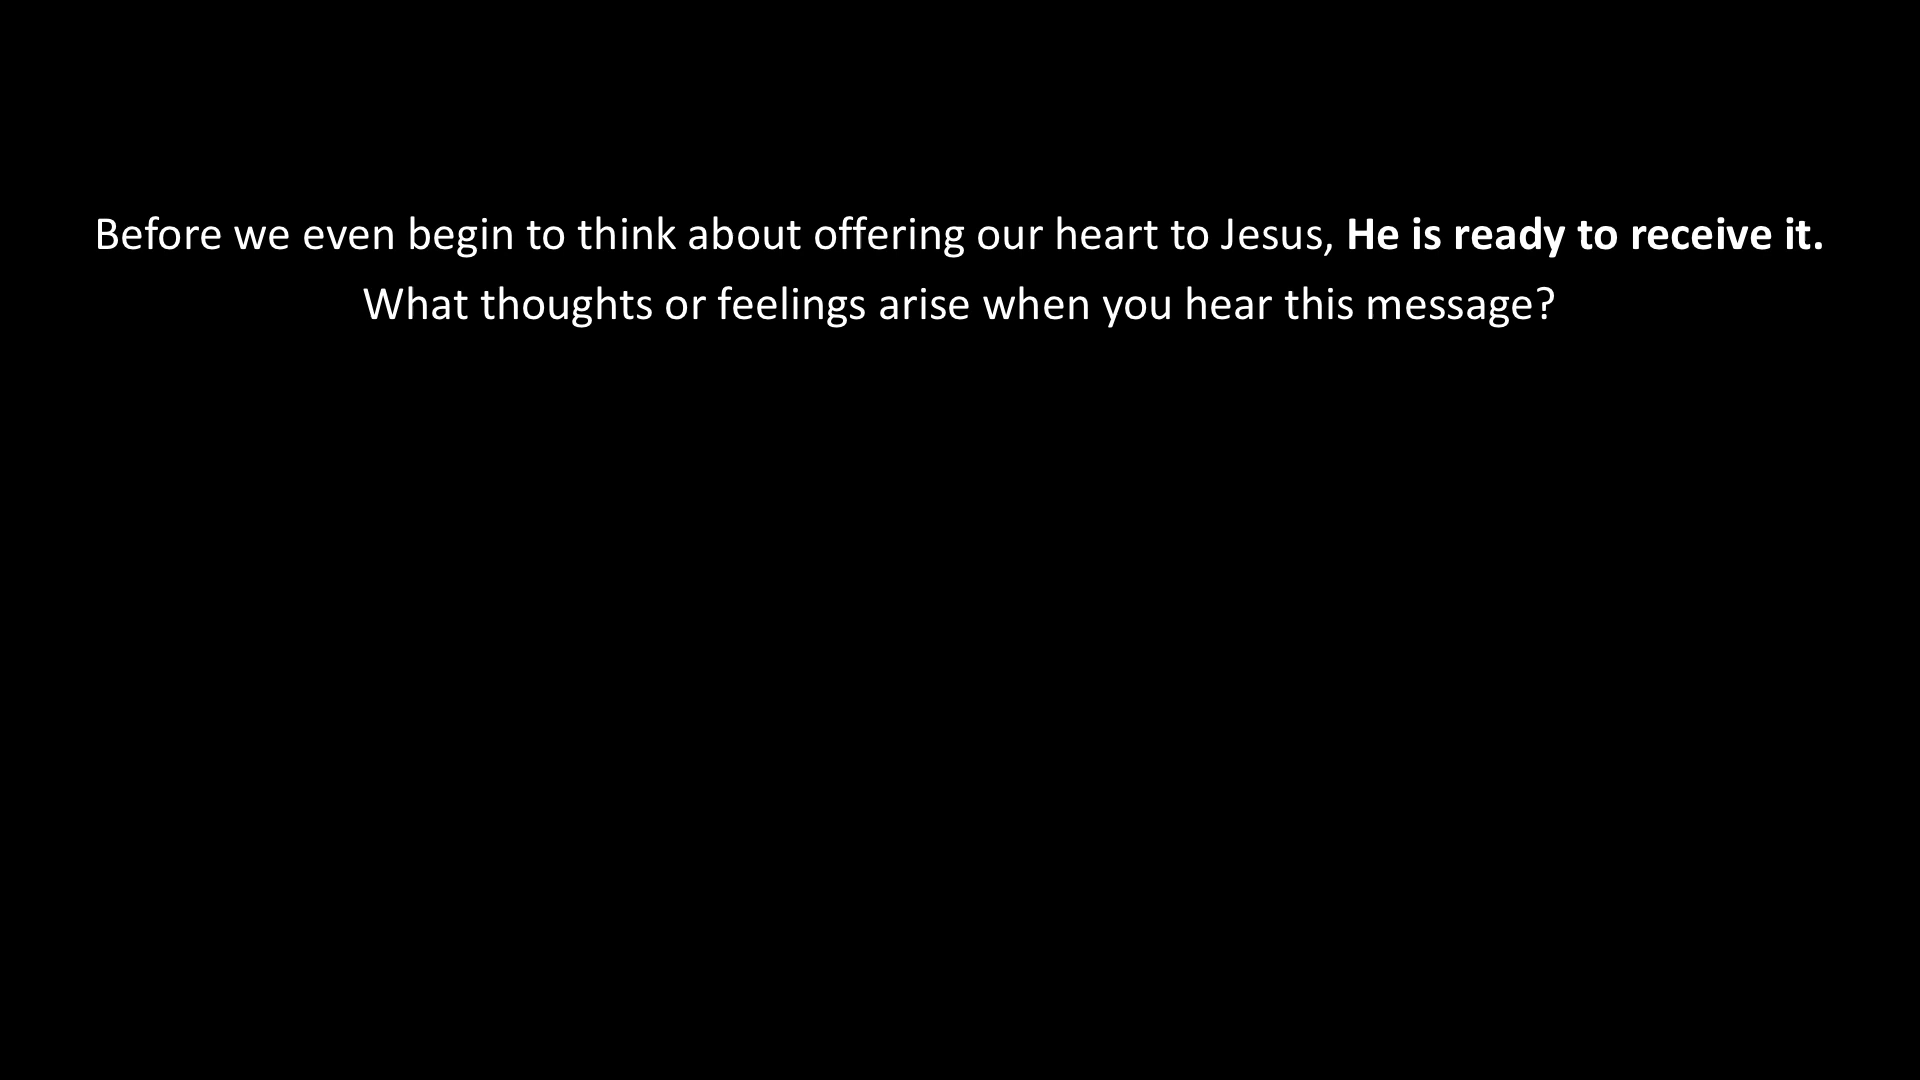 Before we even begin to think about offering our heart to Jesus, He is ready to receive it.
What thoughts or feelings arise when you hear this message?